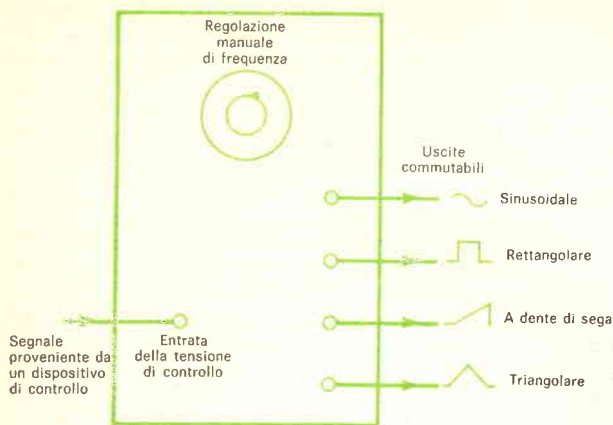 Regolazione
manuale
di frequenza
Uscite
commutabili
Sinusoidale
Rettangolare
A dente di sega
Triangolare
Segnale
proveniente da
un dispositivo
di controllo
Entrata
della tensione
di controllo